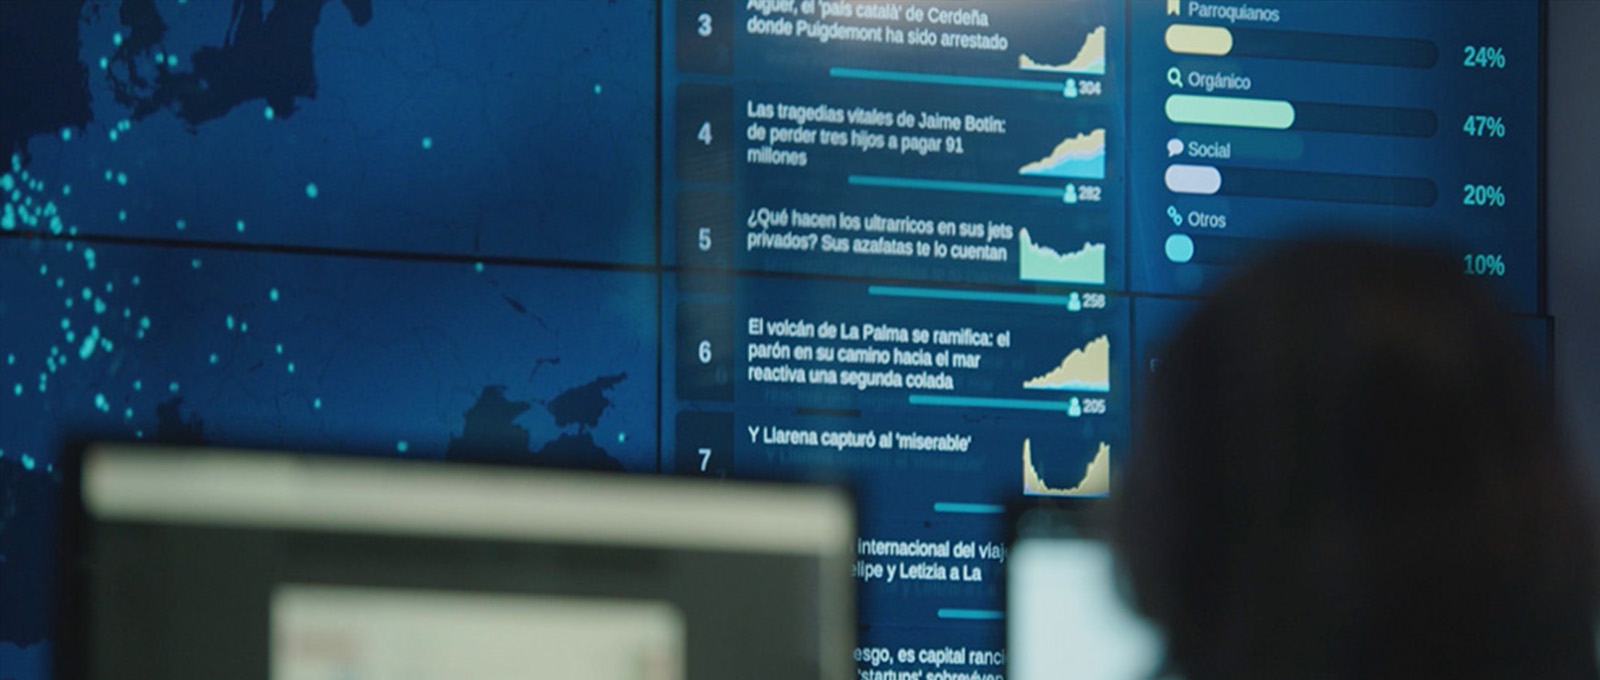 3
Alguer, el 'país català' de Cerdeña
donde Puigdemont ha sido arrestado
304
4
Las tragedias vitales de Jaime Botín:
de perder tres hijos a pagar 91
millones
282
5
¿Qué hacen los ultrarricos en sus jets
privados? Sus azafatas te lo cuentan
258
6
El volcán de La Palma se ramifica: el
parón en su camino hacia el mar
reactiva una segunda colada
205
7
Y Llarena capturó al 'miserable'
internacional del viaj
elipe y Letizia a La
esgo, es capital ranci
'startups' sobreviven
Parroquianos
24%
Orgánico
47%
Social
20%
Otros
10%